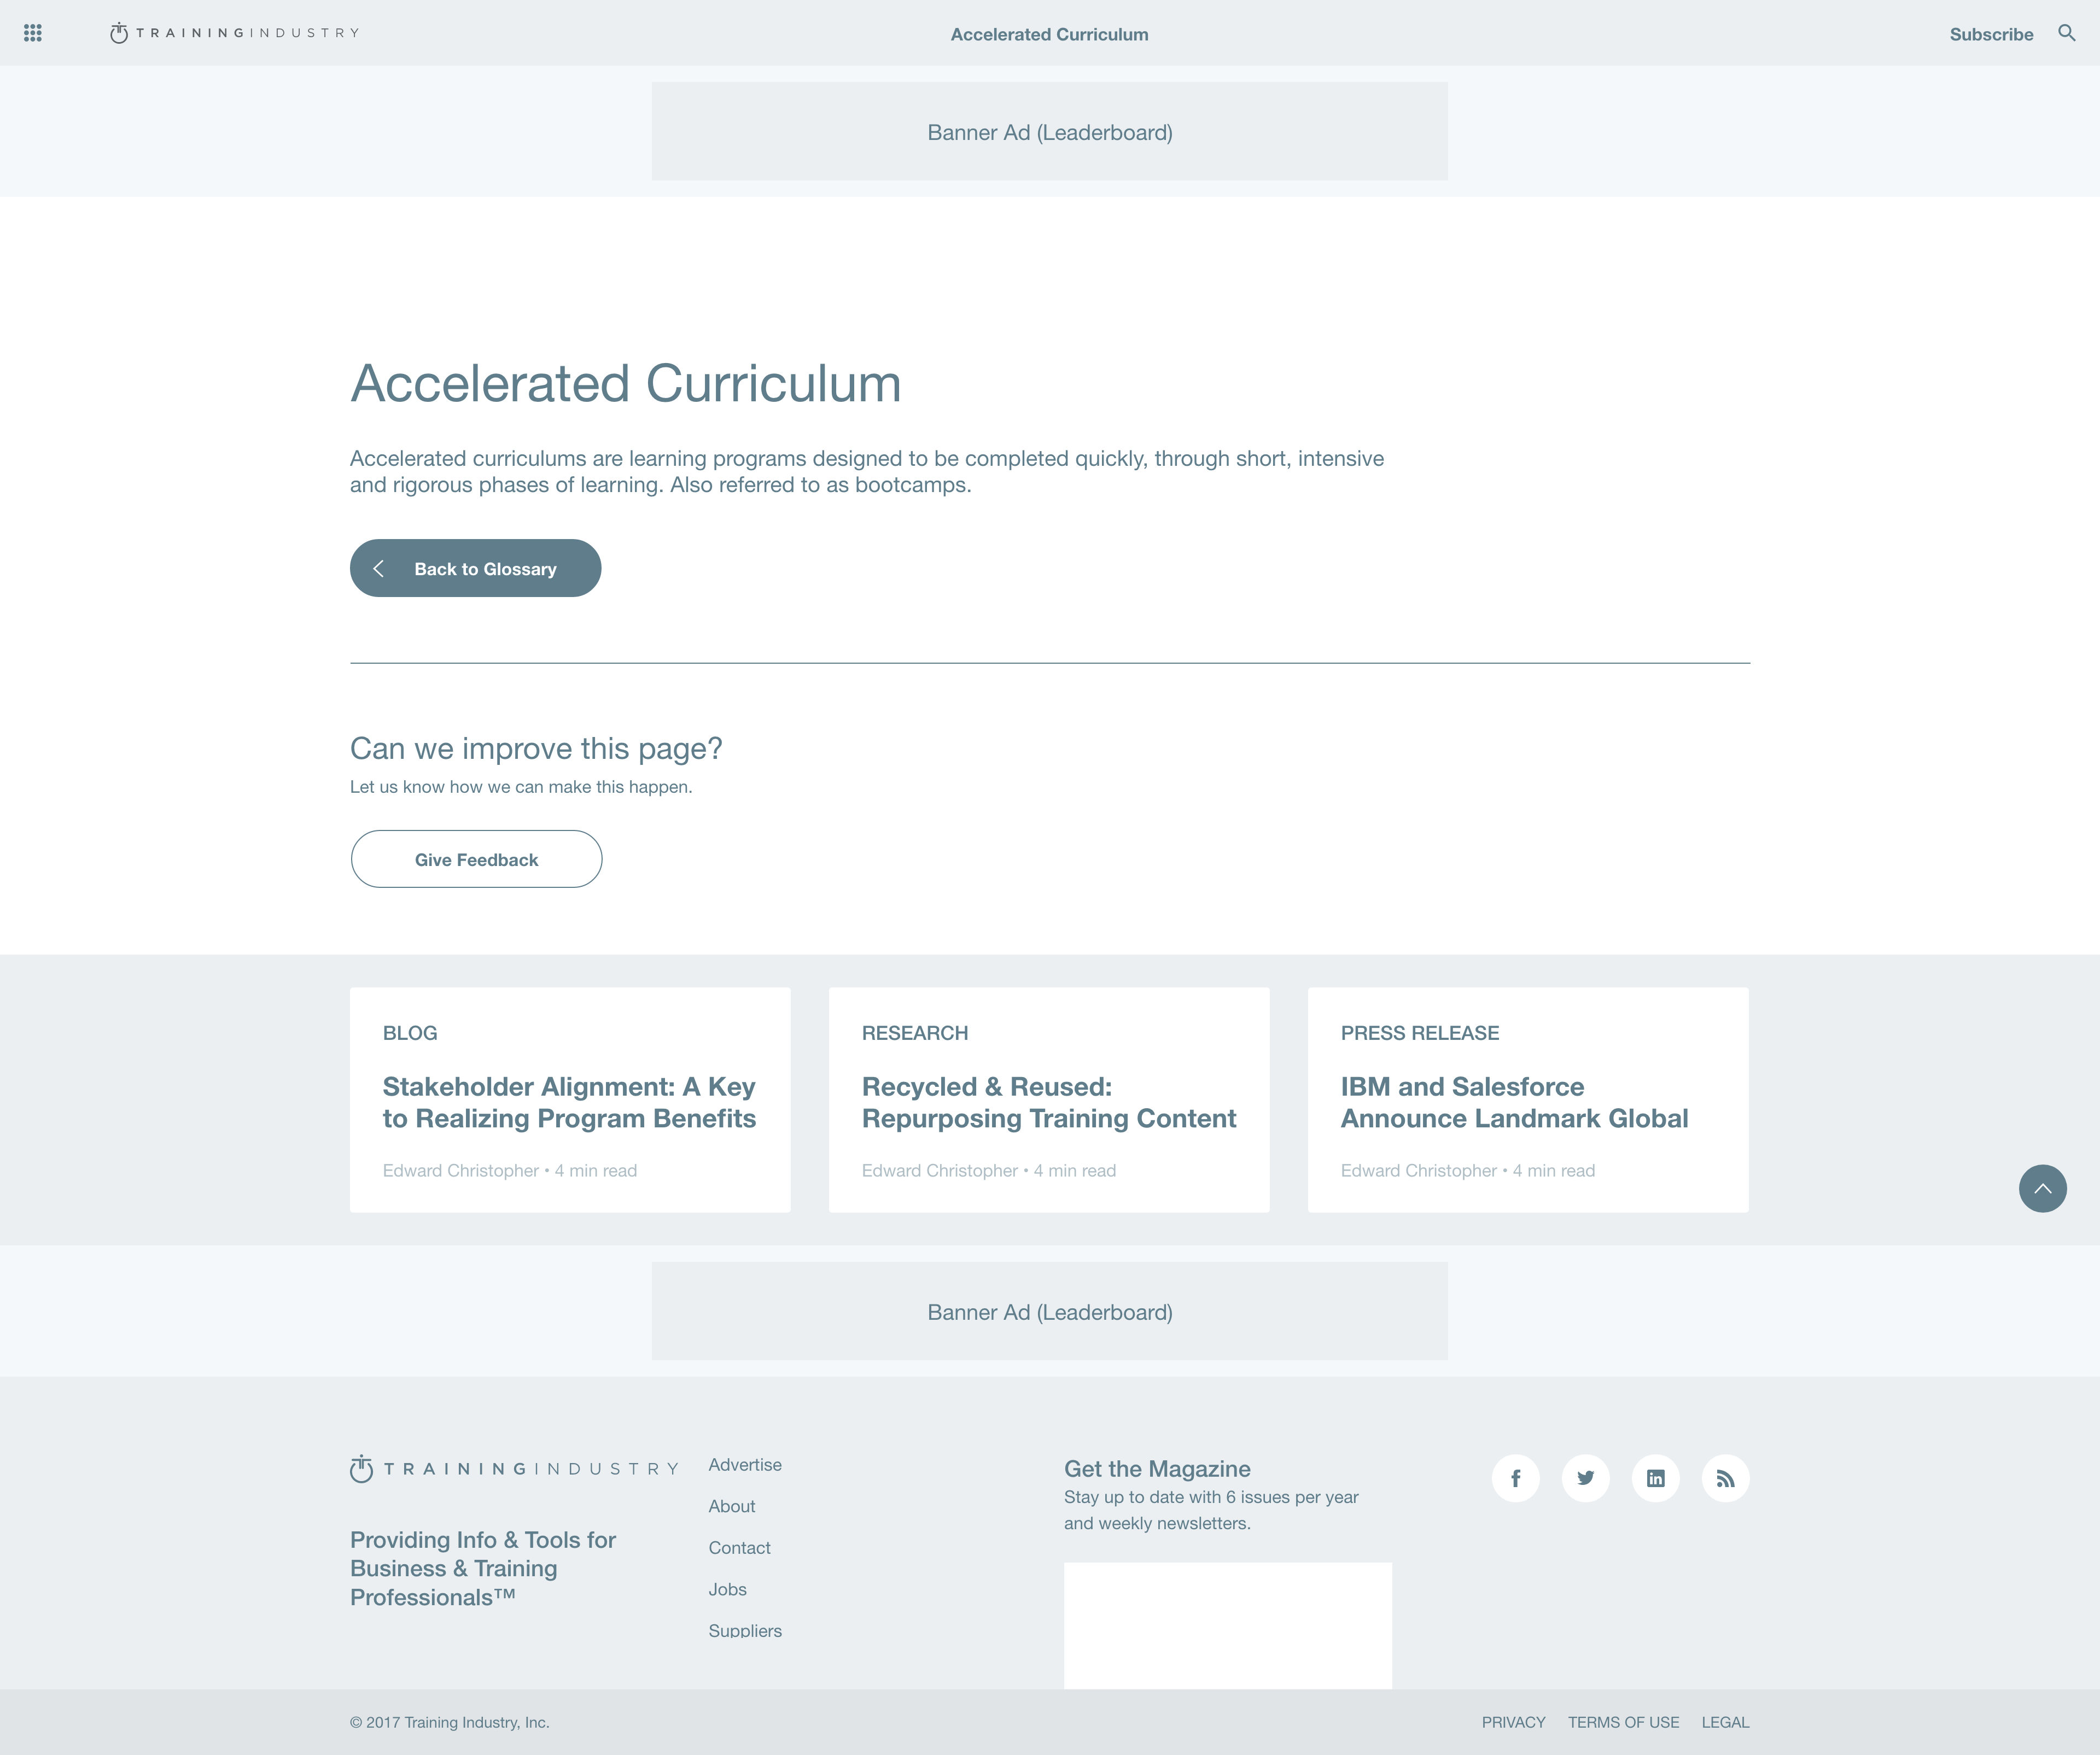 TRAININGINDUSTRY
Accelerated Curriculum
Subscribe
Banner Ad (Leaderboard)
Accelerated Curriculum
Accelerated curriculums are learning programs designed to be completed quickly, through short, intensive
and rigorous phases of learning. Also referred to as bootcamps.
Back to Glossary
Can we improve this page?
Let us know how we can make this happen.
Give Feedback
BLOG
Stakeholder Alignment: A Key
to Realizing Program Benefits
Edward Christopher • 4 min read
RESEARCH
Recycled & Reused:
Repurposing Training Content
Edward Christopher • 4 min read
PRESS RELEASE
IBM and Salesforce
Announce Landmark Global
Edward Christopher • 4 min read
Banner Ad (Leaderboard)
TRAININGINDUSTRY
Providing Info & Tools for
Business & Training
Professionals™
Advertise
About
Contact
Jobs
Suppliers
Get the Magazine
Stay up to date with 6 issues per year
and weekly newsletters.
© 2017 Training Industry, Inc.
PRIVACY
TERMS OF USE
LEGAL